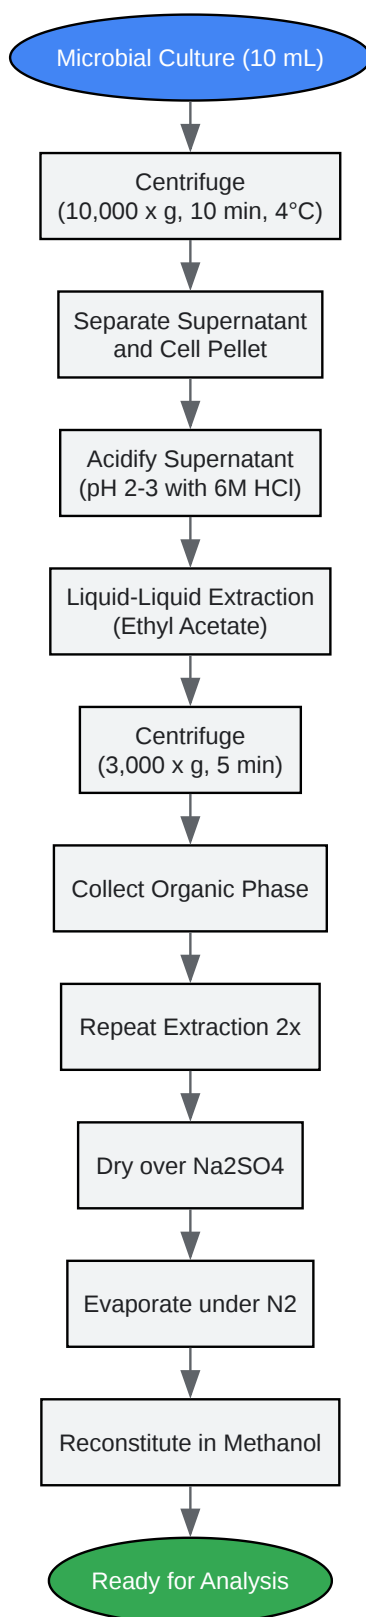 Microbial Culture (10 mL)
Centrifuge
(10,000 x g, 10 min, 4°C)
Separate Supernatant
and Cell Pellet
Acidify Supernatant
(pH 2-3 with 6M HCl)
Liquid-Liquid Extraction
(Ethyl Acetate)
Centrifuge
(3,000 x g, 5 min)
Collect Organic Phase
Repeat Extraction 2x
Dry over Na2SO4
Evaporate under N2
Reconstitute in Methanol
Ready for Analysis